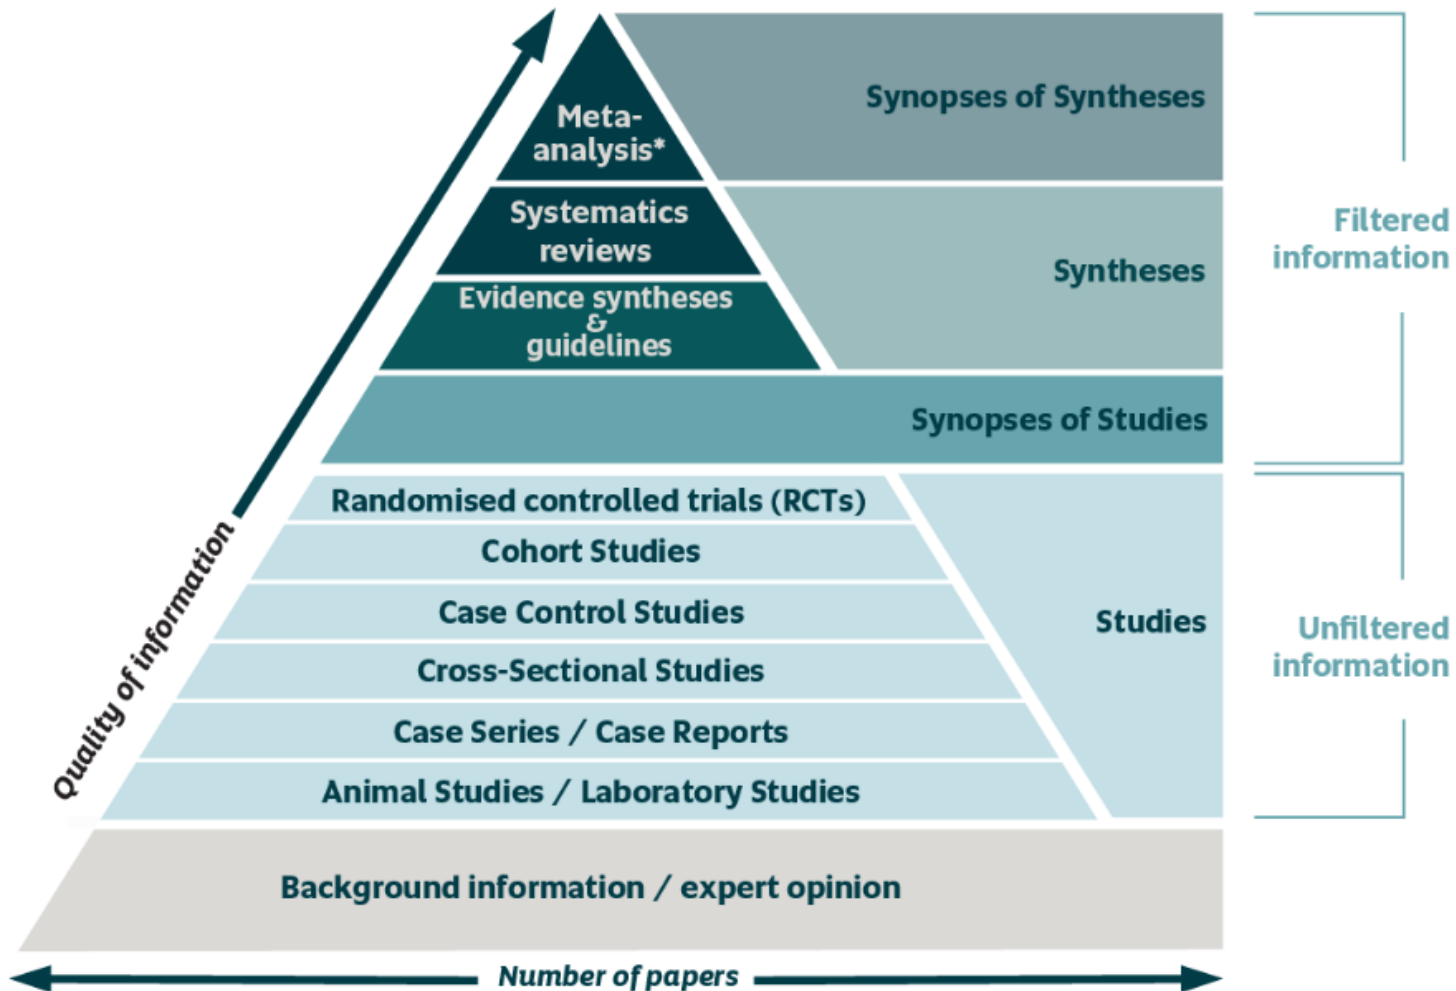 Meta-
analysis*
Synopses of Syntheses
Systematics
reviews
Syntheses
Evidence syntheses
&
guidelines
Filtered
information
Synopses of Studies
Randomised controlled trials (RCTs)
Cohort Studies
Case Control Studies
Cross-Sectional Studies
Case Series / Case Reports
Animal Studies / Laboratory Studies
Studies
Unfiltered
information
Background information / expert opinion
Quality of information
Number of papers